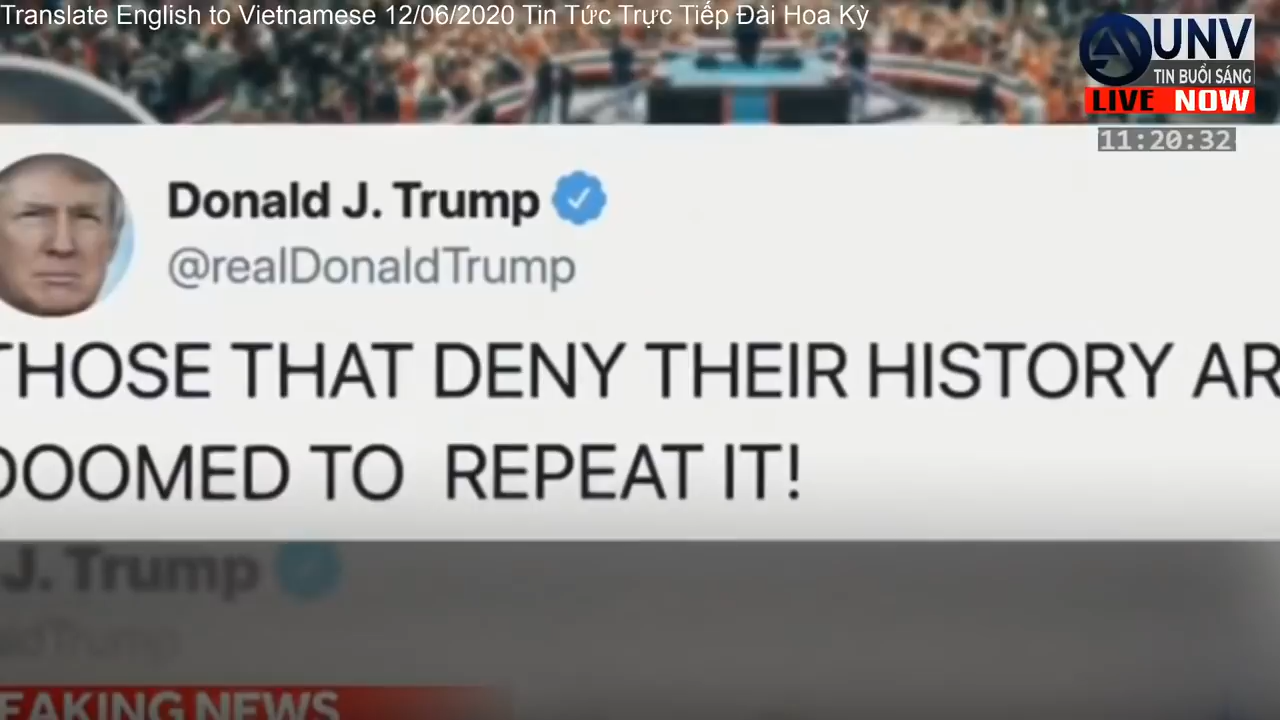 Translate English to Vietnamese 12/06/2020 Tin Tức Trực Tiếp Đài Hoa Kỳ
UNV
TIN BUỔI SÁNG
LIVE NOW
11:20:32
Donald J. Trump
@realDonaldTrump
THOSE THAT DENY THEIR HISTORY AR
DOOMED TO REPEAT IT!
J. Trump
aldTrump
EAKING NEWS